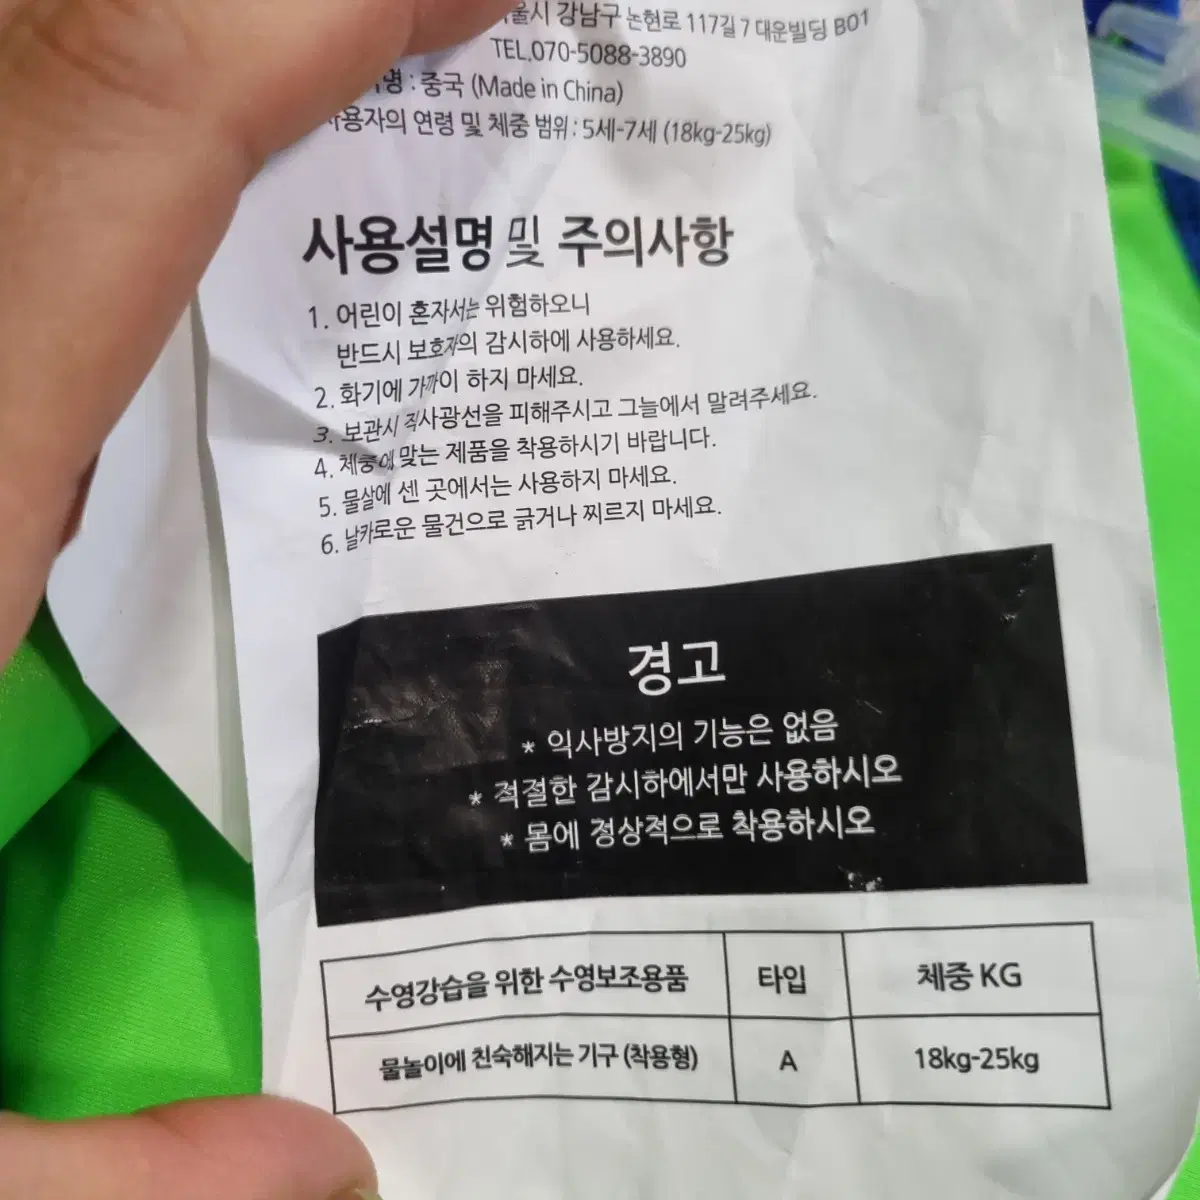 울시 강남구 논현로 117길 7 대운빌딩 B01
TEL.070-5088-3890
명 : 중국 (Made in China)
사용자의 연령 및 체중 범위 : 5세-7세 (18kg-25kg)
사용설명 및 주의사항
1. 어린이 혼자서는 위험하오니
반드시 보호자의 감시하에 사용하세요.
2. 화기에 가까이 하지 마세요.
3. 보관시 직사광선을 피해주시고 그늘에서 말려주세요.
4. 체중에 맞는 제품을 착용하시기 바랍니다.
5. 물살에 센 곳에서는 사용하지 마세요.
6. 날카로운 물건으로 긁거나 찌르지 마세요.
경고
* 익사방지의 기능은 없음
* 적절한 감시하에서만 사용하시오
* 몸에 정상적으로 착용하시오
수영강습을 위한 수영보조용품 타입 체중 KG
물놀이에 친숙해지는 기구 (착용형) A 18kg-25kg